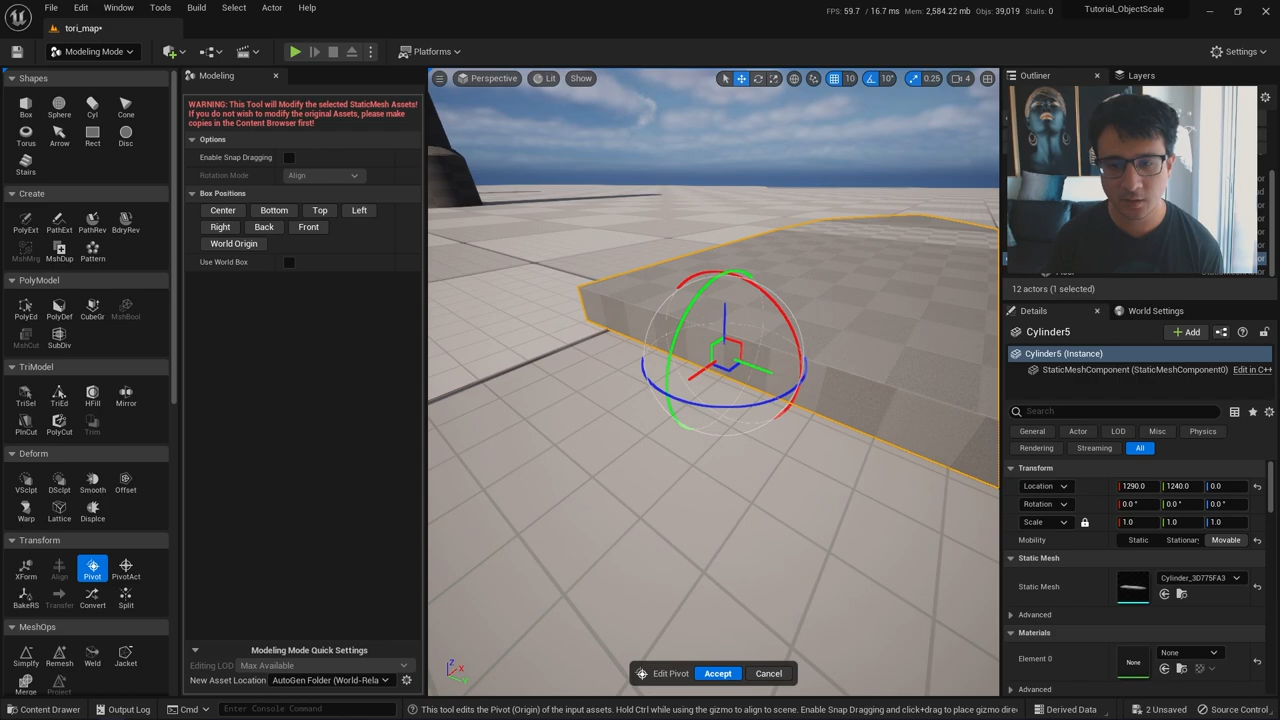 File Edit Window Tools Build Select Actor Help
FPS: 59.7 / 16.7 ms Mem: 2,584.22 mb Objs: 39,019 Stalls: 0
Tutorial_ObjectScale
tori_map*
Modeling Mode
Platforms
Settings
Shapes
Box Sphere Cyl Cone
Torus Arrow Rect Disc
Stairs
Create
PolyExt PathExt PathRev BdryRev
MshMrg MshDup Pattern
PolyModel
PolyEd PolyDef CubeGr MshBool
MshCut SubDiv
TriModel
TriSel TriEd HFill Mirror
PlnCut PolyCut Trim
Deform
VSclpt DSclpt Smooth Offset
Warp Lattice Displce
Transform
XForm Align Pivot PivotAct
BakeRS Transfer Convert Split
MeshOps
Simplfy Remesh Weld Jacket
Merge Project
Modeling
WARNING: This Tool will Modify the selected StaticMesh Assets!
If you do not wish to modify the original Assets, please make
copies in the Content Browser first!
Options
Enable Snap Dragging
Rotation Mode Align
Box Positions
Center Bottom Top Left
Right Back Front
World Origin
Use World Box
Modeling Mode Quick Settings
Editing LOD Max Available
New Asset Location AutoGen Folder (World-Rela
Perspective Lit Show
10 10° 0.25 4
Z X Y
Edit Pivot Accept Cancel
Outliner Layers
12 actors (1 selected)
Details World Settings
Cylinder5
Add
Cylinder5 (Instance)
StaticMeshComponent (StaticMeshComponent0) Edit in C++
Search
General Actor LOD Misc Physics
Rendering Streaming All
Transform
Location 1290.0 1240.0 0.0
Rotation 0.0 ° 0.0 ° 0.0 °
Scale 1.0 1.0 1.0
Mobility Static Stationary Movable
Static Mesh
Static Mesh Cylinder_3D775FA3
Advanced
Materials
Element 0 None None
Advanced
Content Drawer Output Log Cmd Enter Console Command
This tool edits the Pivot (Origin) of the input assets. Hold Ctrl while using the gizmo to align to scene. Enable Snap Dragging and click+drag to place gizmo dire
Derived Data 2 Unsaved Source Control